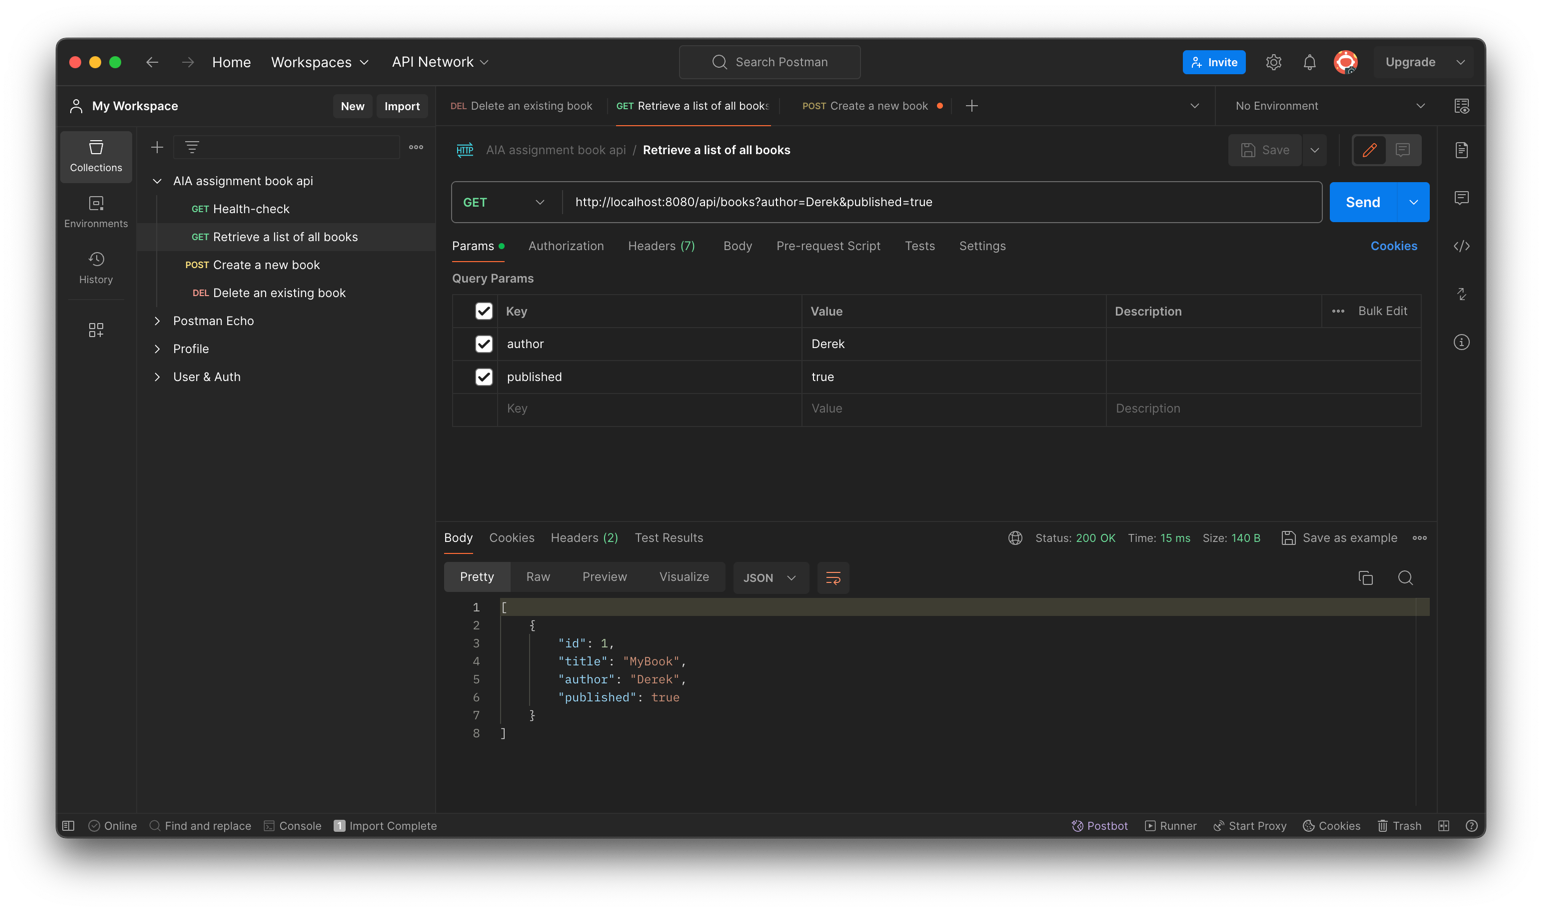 Home Workspaces API Network Search Postman Invite Upgrade
My Workspace New Import
DEL Delete an existing book GET Retrieve a list of all books POST Create a new book No Environment
Collections
Environments
History
AIA assignment book api
GET Health-check
GET Retrieve a list of all books
POST Create a new book
DEL Delete an existing book
Postman Echo
Profile
User & Auth
HTTP AIA assignment book api / Retrieve a list of all books Save
GET http://localhost:8080/api/books?author=Derek&published=true Send
Params Authorization Headers (7) Body Pre-request Script Tests Settings Cookies
Query Params
Key Value Description Bulk Edit
author Derek
published true
Key Value Description
Body Cookies Headers (2) Test Results Status: 200 OK Time: 15 ms Size: 140 B Save as example
Pretty Raw Preview Visualize JSON
1 [
2 {
3 "id": 1,
4 "title": "MyBook",
5 "author": "Derek",
6 "published": true
7 }
8 ]
Online Find and replace Console 1 Import Complete Postbot Runner Start Proxy Cookies Trash